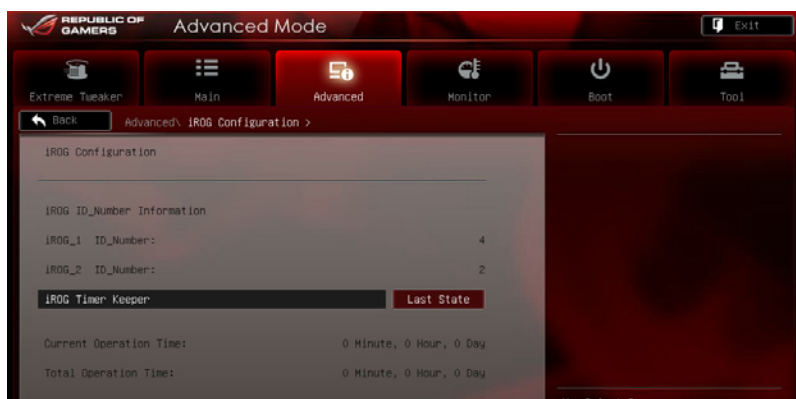 REPUBLIC OF
GAMERS
Advanced Mode
Exit
Extreme Tweaker
Main
Advanced
Monitor
Boot
Tool
Back
Advanced\ iROG Configuration >
iROG Configuration
iROG ID_Number Information
iROG_1 ID_Number: 4
iROG_2 ID_Number: 2
iROG Timer Keeper Last State
Current Operation Time: 0 Minute, 0 Hour, 0 Day
Total Operation Time: 0 Minute, 0 Hour, 0 Day